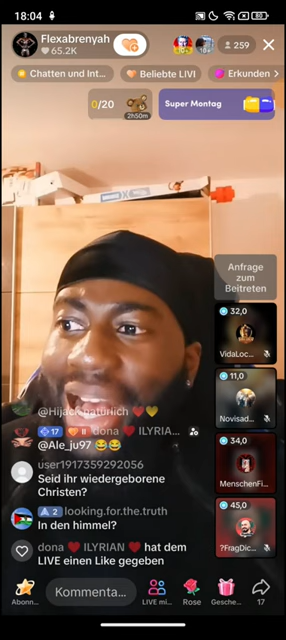 18:04
80
Flexabrenyah
65.2K
259
Chatten und Int...
Beliebte LIVI
Erkunden >
0/20
2h50m
Super Montag
Anfrage
zum
Beitreten
32,0
VidaLoc...
11,0
Novisad...
34,0
MenschenFi...
45,0
?FragDic...
@Hijack natürlich ❤️💛
17 II dona ❤️ ILYRIA...
@Ale_ju97 😂😂
user1917359292056
Seid ihr wiedergeborene
Christen?
2 looking.for.the.truth
In den himmel?
dona ❤️ ILYRIAN ❤️ hat dem
LIVE einen Like gegeben
Abonn...
Kommenta...
LIVE mi...
Rose
Gesche...
17